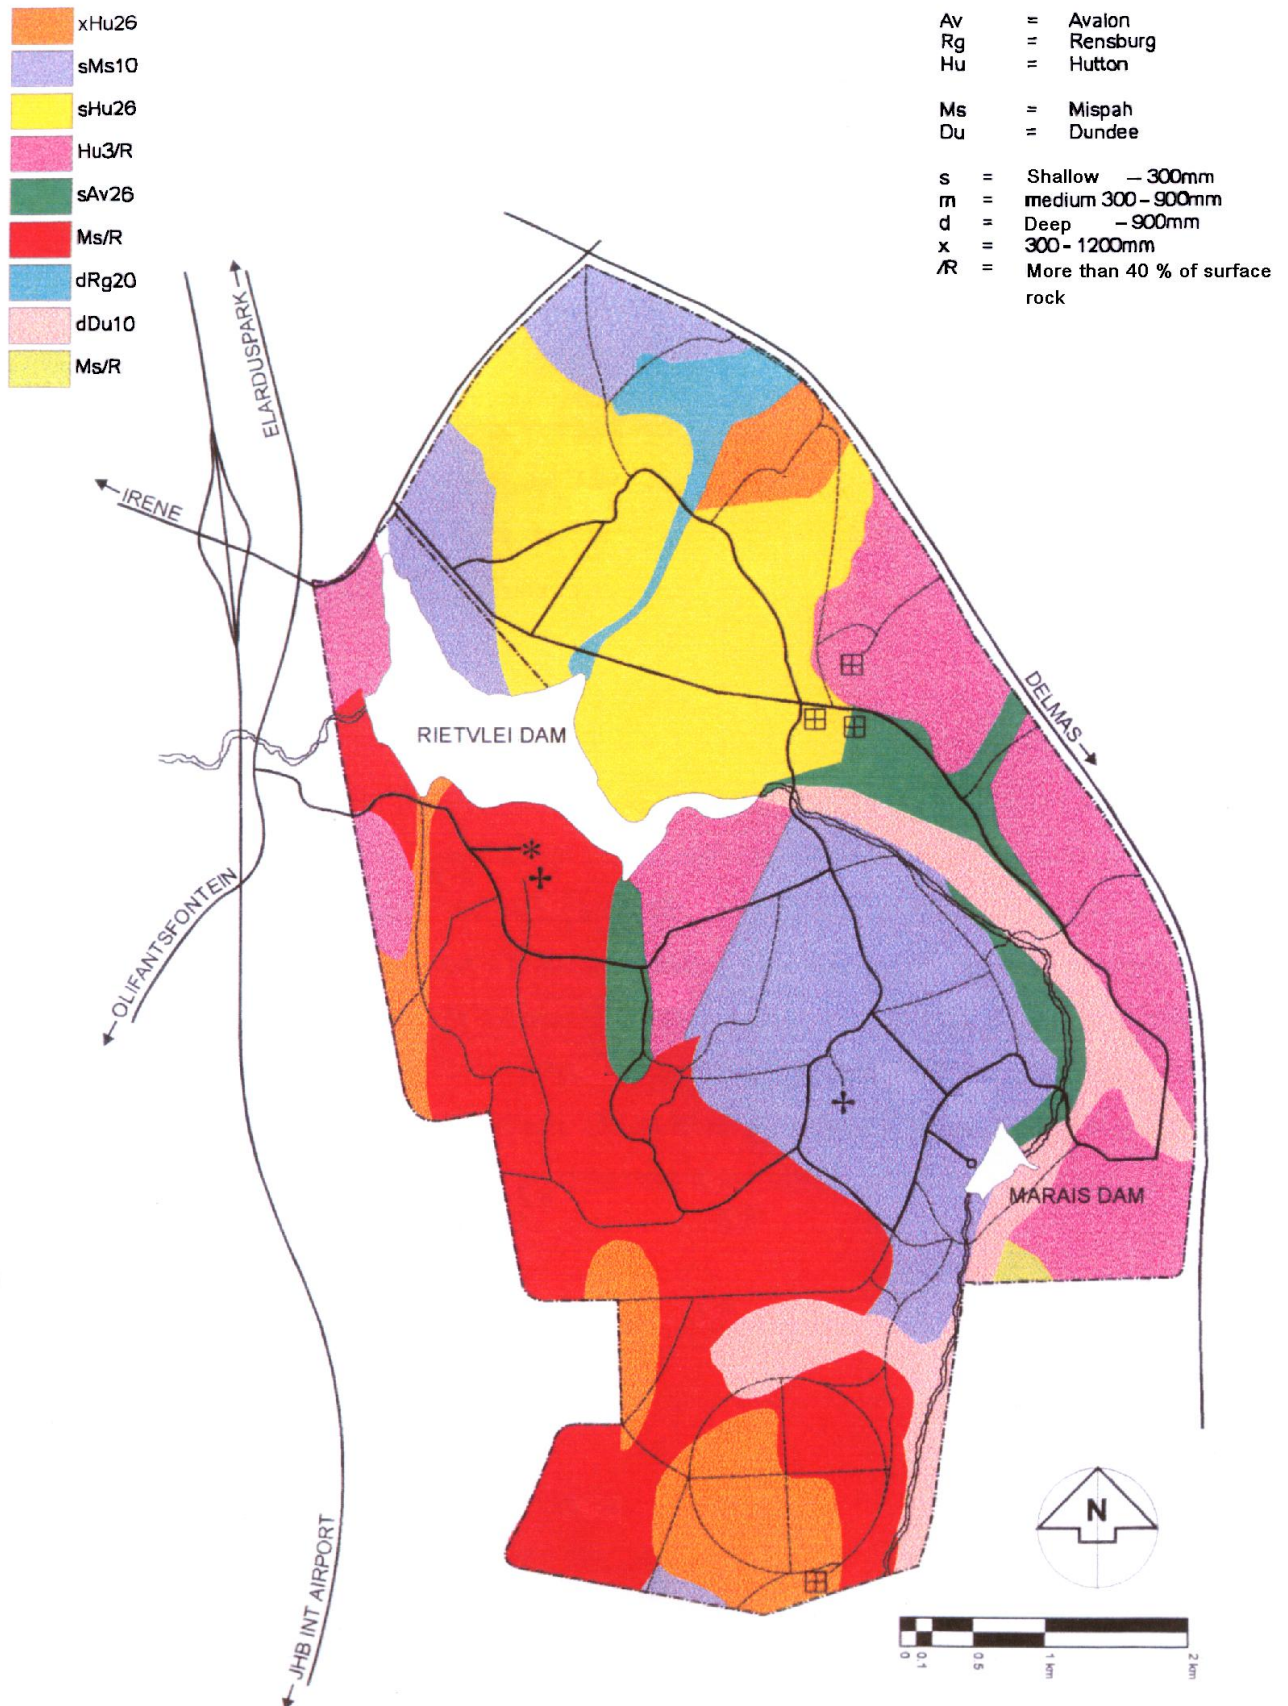 xHu26
sMs10
sHu26
Hu3/R
sAv26
Ms/R
dRg20
dDu10
Ms/R
Av = Avalon
Rg = Rensburg
Hu = Hutton
Ms = Mispah
Du = Dundee
s = Shallow – 300mm
m = medium 300 - 900mm
d = Deep - 900mm
x = 300 - 1200mm
/R = More than 40 % of surface
rock
ELARDUSPARK
IRENE
DELMAS
RIETVLEI DAM
OLIFANTSFONTEIN
MARAIS DAM
JHB INT AIRPORT
N
0 0.1 0.5 1 km 2 km